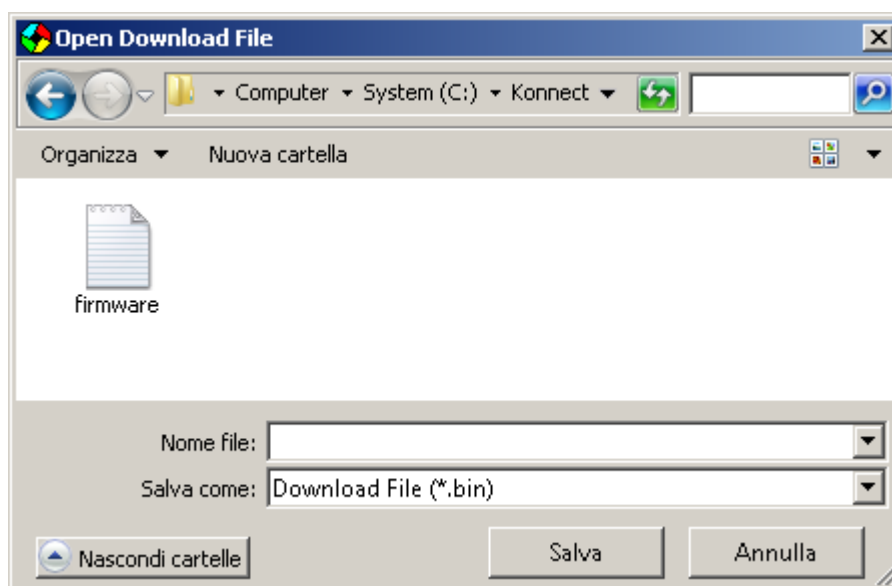 Open Download File
Computer System (C:) Konnect
Organizza Nuova cartella
firmware
Nome file:
Salva come: Download File (*.bin)
Nascondi cartelle Salva Annulla